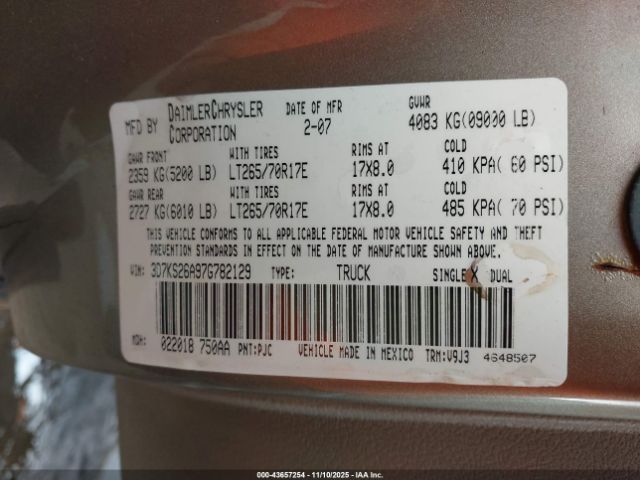 MFD BY DAIMLERCHRYSLER CORPORATION
DATE OF MFR 2-07
GVWR 4083 KG(09000 LB)
GAWR FRONT WITH TIRES RIMS AT COLD
2359 KG(5200 LB) LT265/70R17E 17X8.0 410 KPA( 60 PSI)
GAWR REAR WITH TIRES RIMS AT COLD
2727 KG(6010 LB) LT265/70R17E 17X8.0 485 KPA( 70 PSI)
THIS VEHICLE CONFORMS TO ALL APPLICABLE FEDERAL MOTOR VEHICLE SAFETY AND THEFT
PREVENTION STANDARDS IN EFFECT ON THE DATE OF MANUFACTURE SHOWN ABOVE.
VIN: 3D7KS26A97G782129 TYPE: TRUCK SINGLE X DUAL
MDH: 022018 750AA PNT:PJC VEHICLE MADE IN MEXICO TRM:V9J3 4648507
000-43657254 - 11/10/2025 - IAA Inc.